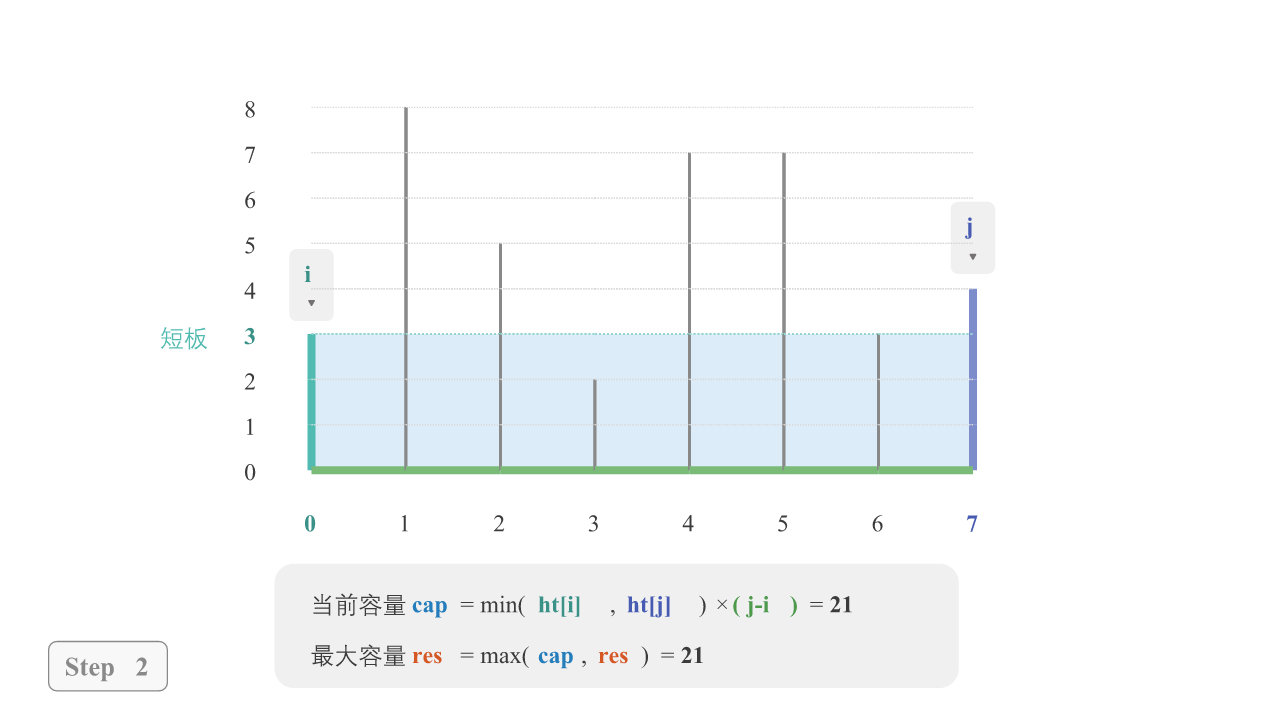 8
7
6
j
5
i
4
短板 3
2
1
0
0 1 2 3 4 5 6 7
当前容量 cap = min( ht[i] , ht[j] ) × ( j-i ) = 21
最大容量 res = max( cap , res ) = 21
Step 2